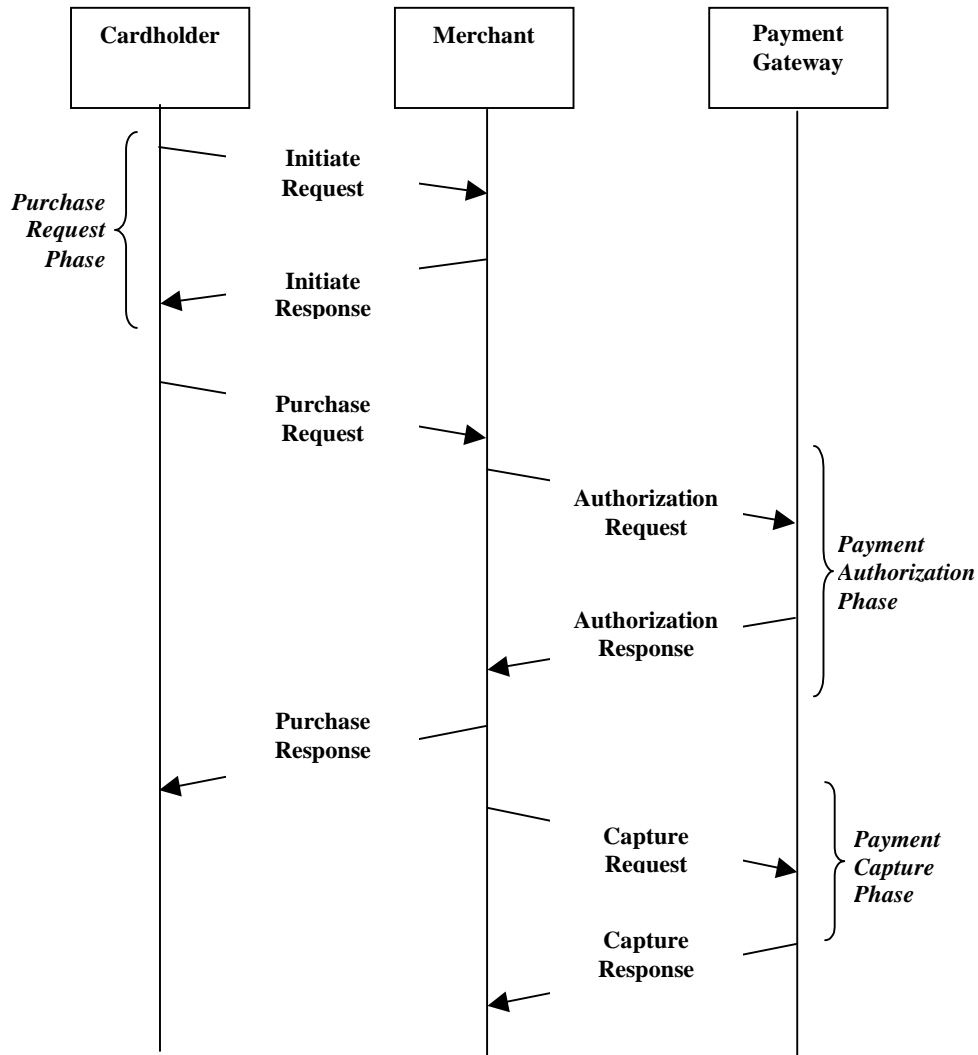 Cardholder
Merchant
Payment
Gateway
Initiate
Request
Purchase
Request
Phase
Initiate
Response
Purchase
Request
Authorization
Request
Payment
Authorization
Phase
Authorization
Response
Purchase
Response
Capture
Request
Payment
Capture
Phase
Capture
Response